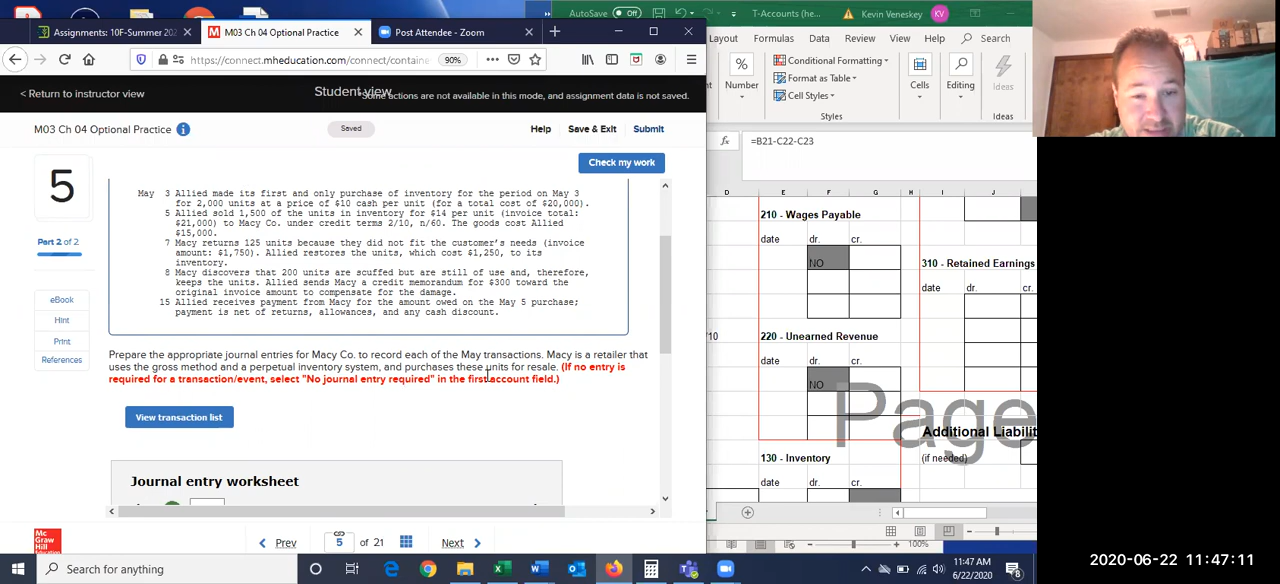 Assignments: 10F-Summer 202
M03 Ch 04 Optional Practice
Post Attendee - Zoom
https://connect.mheducation.com/connect/containe
90%
< Return to instructor view
Student view
Some actions are not available in this mode, and assignment data is not saved.
M03 Ch 04 Optional Practice
Saved
Help
Save & Exit
Submit
Check my work
5
Part 2 of 2
eBook
Hint
Print
References
May 3 Allied made its first and only purchase of inventory for the period on May 3
for 2,000 units at a price of $10 cash per unit (for a total cost of $20,000).
5 Allied sold 1,500 of the units in inventory for $14 per unit (invoice total:
$21,000) to Macy Co. under credit terms 2/10, n/60. The goods cost Allied
$15,000.
7 Macy returns 125 units because they did not fit the customer's needs (invoice
amount: $1,750). Allied restores the units, which cost $1,250, to its
inventory.
8 Macy discovers that 200 units are scuffed but are still of use and, therefore,
keeps the units. Allied sends Macy a credit memorandum for $300 toward the
original invoice amount to compensate for the damage.
15 Allied receives payment from Macy for the amount owed on the May 5 purchase;
payment is net of returns, allowances, and any cash discount.
Prepare the appropriate journal entries for Macy Co. to record each of the May transactions. Macy is a retailer that
uses the gross method and a perpetual inventory system, and purchases these units for resale. (If no entry is
required for a transaction/event, select "No journal entry required" in the first account field.)
View transaction list
Journal entry worksheet
Mc
Graw
Hill
Prev
5 of 21
Next
AutoSave Off
T-Accounts (he...
Kevin Veneskey
KV
Layout
Formulas
Data
Review
View
Help
Search
%
Number
Conditional Formatting
Format as Table
Cell Styles
Styles
Cells
Editing
Ideas
Ideas
fx
=B21-C22-C23
D E F G H I J
210 - Wages Payable
date dr. cr.
NO
310 - Retained Earnings
date dr. cr.
/10
220 - Unearned Revenue
date dr. cr.
NO
Page
Additional Liabilit
(if needed)
130 - Inventory
date dr. cr.
100%
Search for anything
11:47 AM
6/22/2020
8
2020-06-22 11:47:11